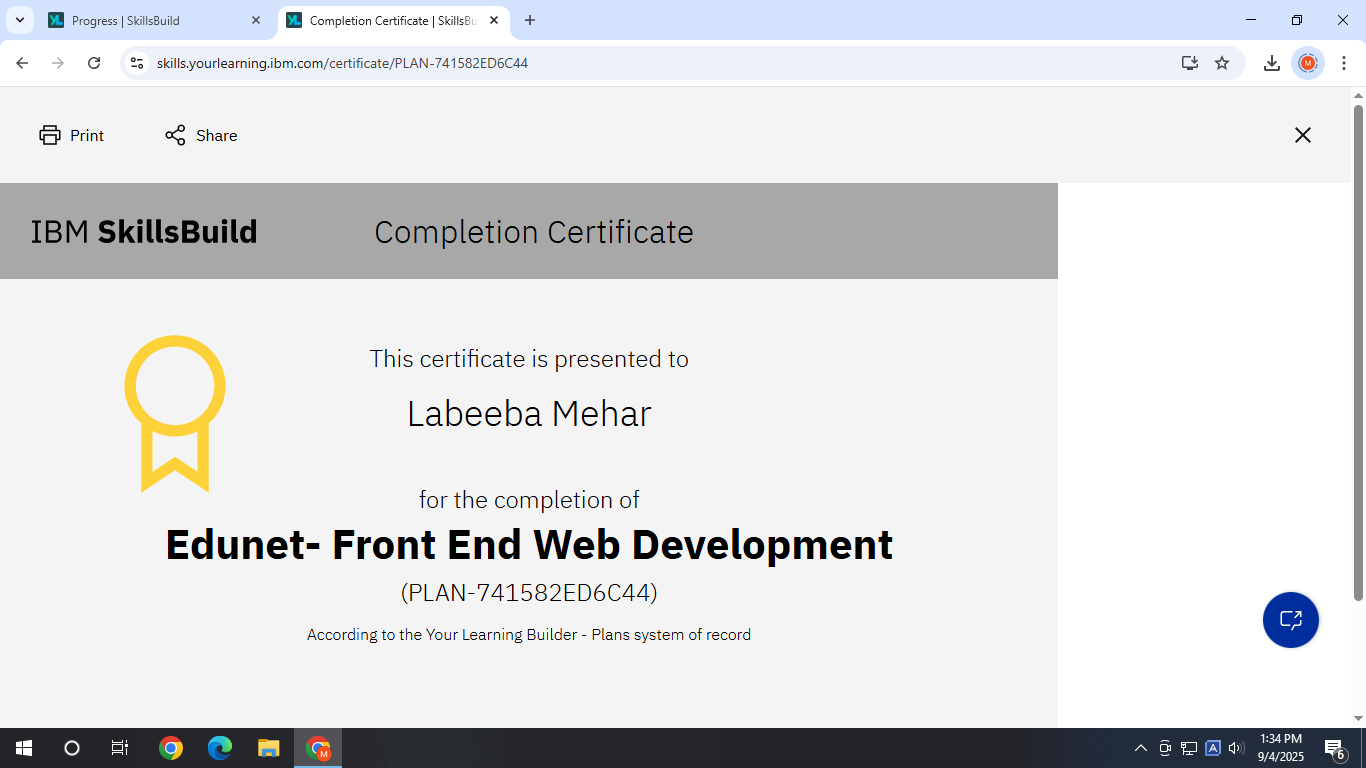 Progress | SkillsBuild
Completion Certificate | SkillsBu
skills.yourlearning.ibm.com/certificate/PLAN-741582ED6C44
M
Print
Share
IBM SkillsBuild
Completion Certificate
This certificate is presented to
Labeeba Mehar
for the completion of
Edunet- Front End Web Development
(PLAN-741582ED6C44)
According to the Your Learning Builder - Plans system of record
M
A
1:34 PM
9/4/2025
6